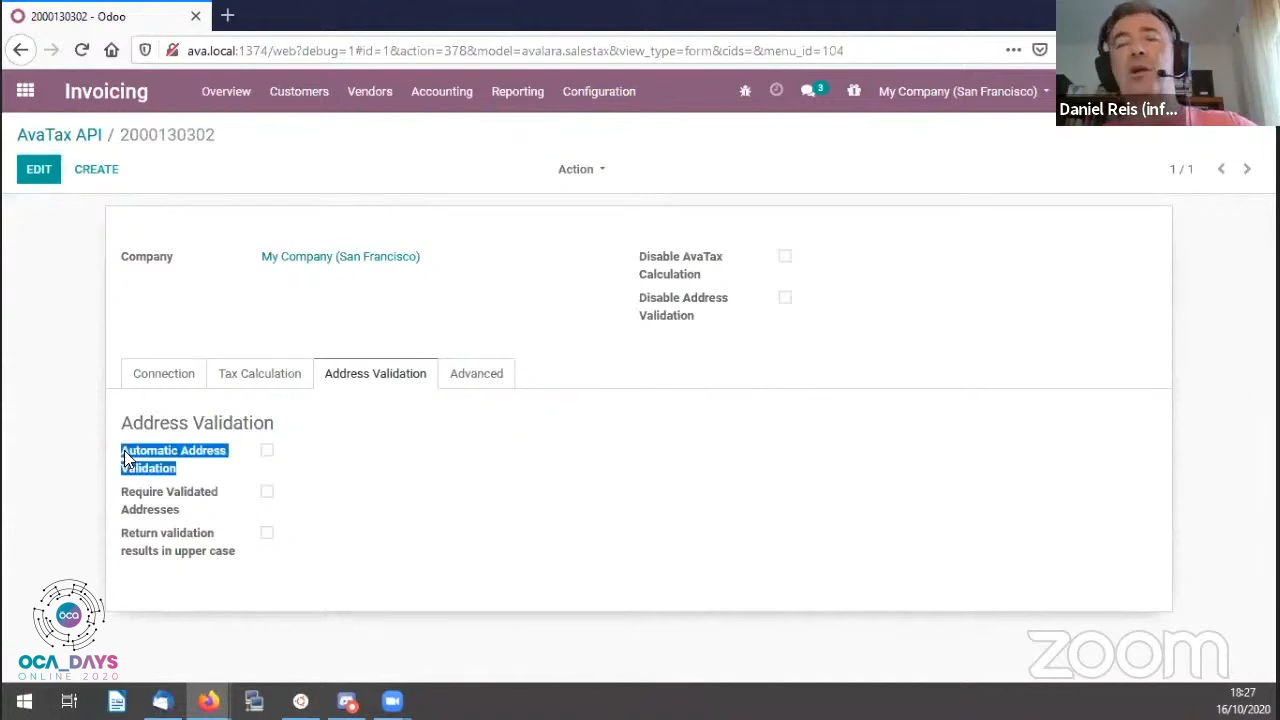 2000130302 - Odoo
ava.local:1374/web?debug=1#id=1&action=378&model=avalara.salestax&view_type=form&cids=&menu_id=104
Invoicing Overview Customers Vendors Accounting Reporting Configuration 3 My Company (San Francisco)
Daniel Reis (inf...
AvaTax API / 2000130302
EDIT CREATE Action 1 / 1
Company My Company (San Francisco) Disable AvaTax
Calculation
Disable Address
Validation
Connection Tax Calculation Address Validation Advanced
Address Validation
Automatic Address
Validation
Require Validated
Addresses
Return validation
results in upper case
oca
OCA_DAYS
ONLINE 2020
zoom
18:27
16/10/2020